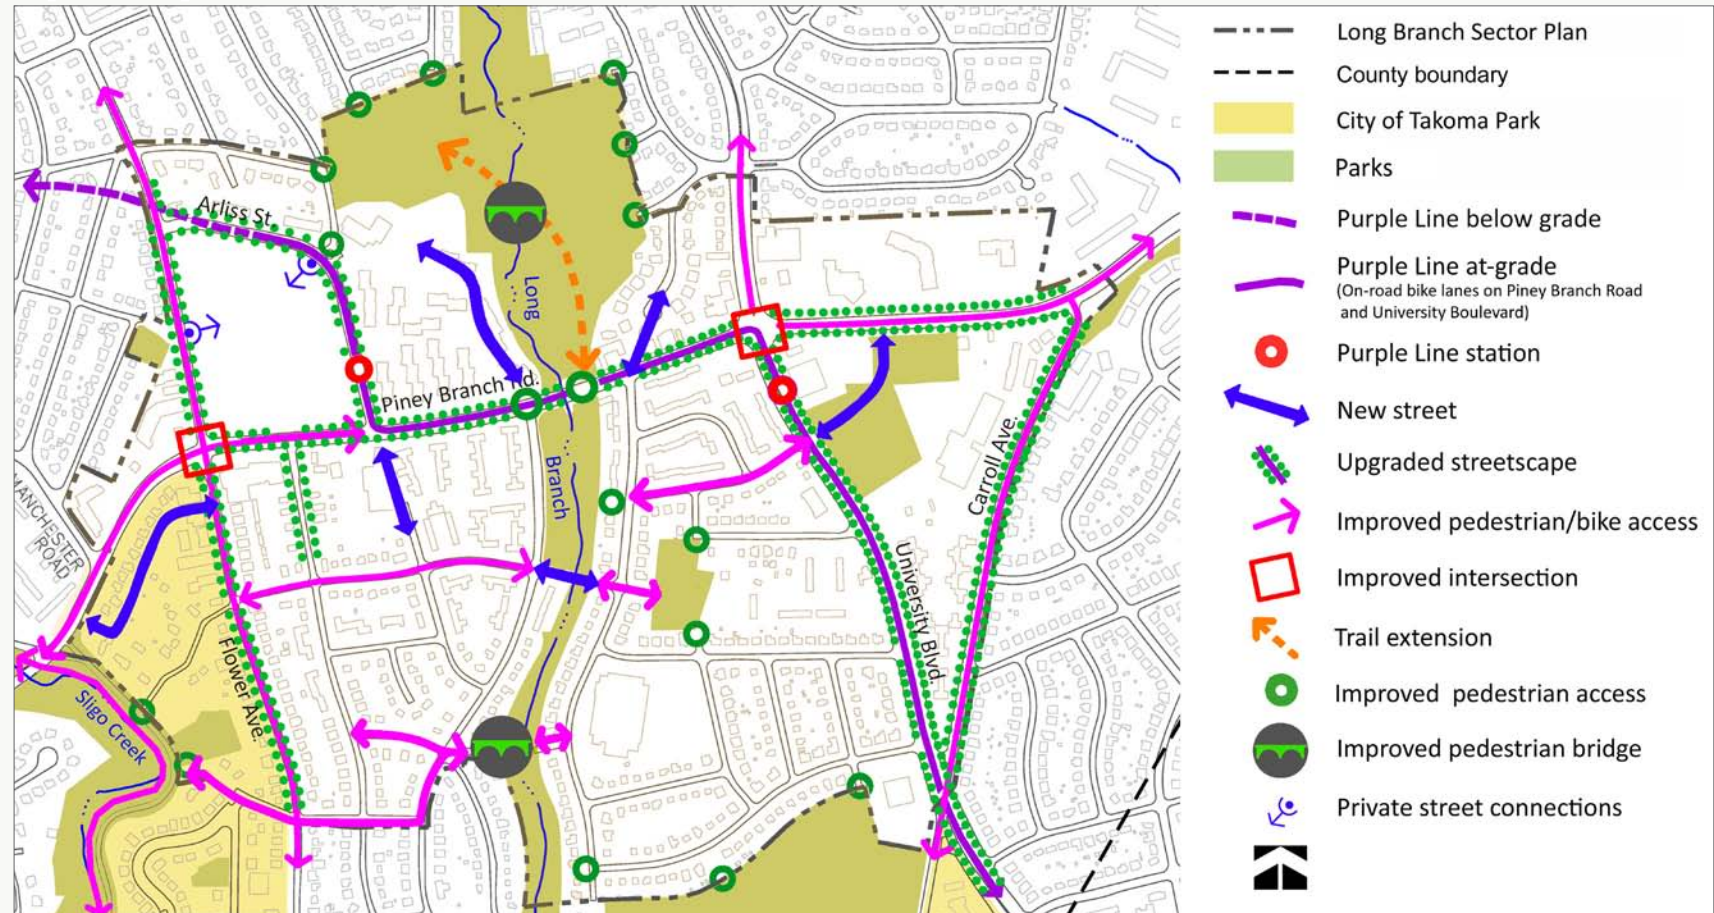 Arliss St.
Long
Piney Branch Rd.
Branch
Carroll Ave.
MANCHESTER
ROAD
University Blvd.
Flower Ave.
Sligo Creek
Long Branch Sector Plan
County boundary
City of Takoma Park
Parks
Purple Line below grade
Purple Line at-grade
(On-road bike lanes on Piney Branch Road
and University Boulevard)
Purple Line station
New street
Upgraded streetscape
Improved pedestrian/bike access
Improved intersection
Trail extension
Improved pedestrian access
Improved pedestrian bridge
Private street connections